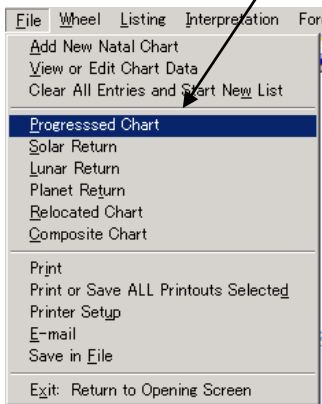 File Wheel Listing Interpretation For
Add New Natal Chart
View or Edit Chart Data
Clear All Entries and Start New List
Progresssed Chart
Solar Return
Lunar Return
Planet Return
Relocated Chart
Composite Chart
Print
Print or Save ALL Printouts Selected
Printer Setup
E-mail
Save in File
Exit: Return to Opening Screen